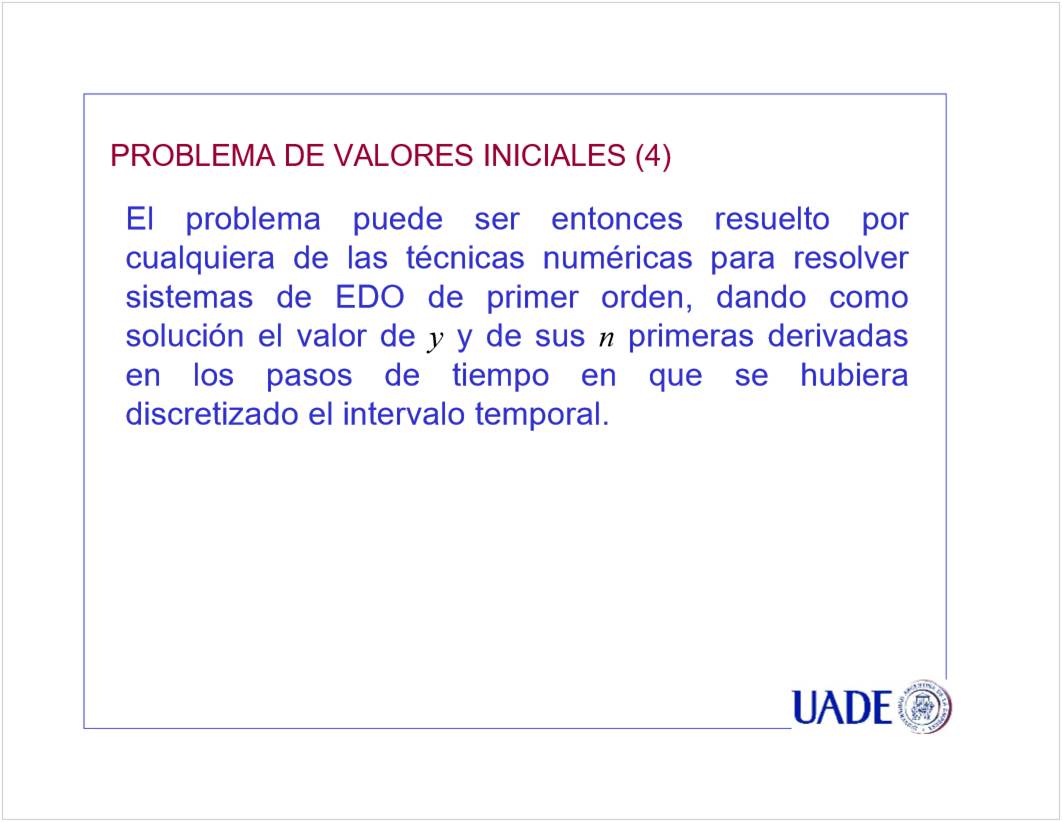 PROBLEMA DE VALORES INICIALES (4)
El problema puede ser entonces resuelto por
cualquiera de las técnicas numéricas para resolver
sistemas de EDO de primer orden, dando como
solución el valor de y y de sus n primeras derivadas
en los pasos de tiempo en que se hubiera
discretizado el intervalo temporal.
UADE